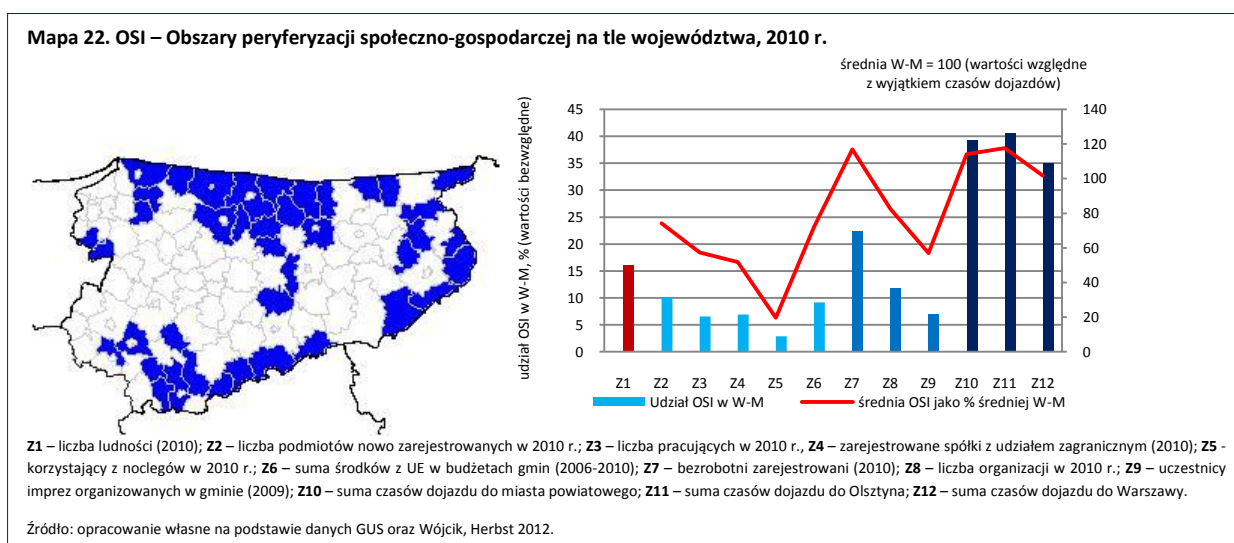 Mapa 22. OSI – Obszary peryferyzacji społeczno-gospodarczej na tle województwa, 2010 r.
średnia W-M = 100 (wartości względne
z wyjątkiem czasów dojazdów)
udział OSI w W-M, % (wartości bezwzględne)
45
40
35
30
25
20
15
10
5
0
140
120
100
80
60
40
20
0
Z1 Z2 Z3 Z4 Z5 Z6 Z7 Z8 Z9 Z10 Z11 Z12
Udział OSI w W-M
średnia OSI jako % średniej W-M
Z1 – liczba ludności (2010); Z2 – liczba podmiotów nowo zarejestrowanych w 2010 r.; Z3 – liczba pracujących w 2010 r., Z4 – zarejestrowane spółki z udziałem zagranicznym (2010); Z5 -
korzystający z noclegów w 2010 r.; Z6 – suma środków z UE w budżetach gmin (2006-2010); Z7 – bezrobotni zarejestrowani (2010); Z8 – liczba organizacji w 2010 r.; Z9 – uczestnicy
imprez organizowanych w gminie (2009); Z10 – suma czasów dojazdu do miasta powiatowego; Z11 – suma czasów dojazdu do Olsztyna; Z12 – suma czasów dojazdu do Warszawy.
Źródło: opracowanie własne na podstawie danych GUS oraz Wójcik, Herbst 2012.